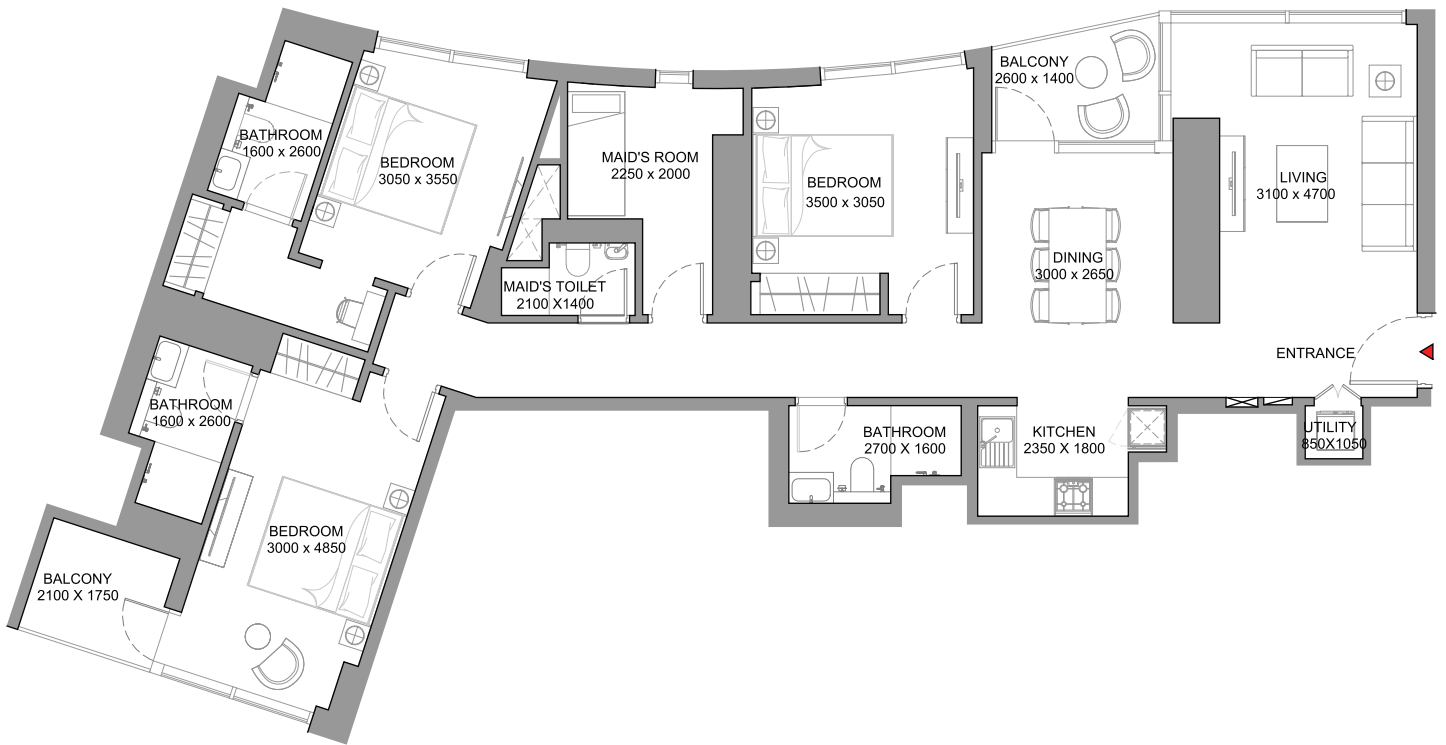 BALCONY
2600 x 1400
BATHROOM
1600 x 2600
BEDROOM
3050 x 3550
MAID'S ROOM
2250 x 2000
BEDROOM
3500 x 3050
LIVING
3100 x 4700
DINING
3000 x 2650
MAID'S TOILET
2100 X1400
ENTRANCE
BATHROOM
1600 x 2600
BATHROOM
2700 X 1600
KITCHEN
2350 X 1800
UTILITY
850X1050
BEDROOM
3000 x 4850
BALCONY
2100 X 1750